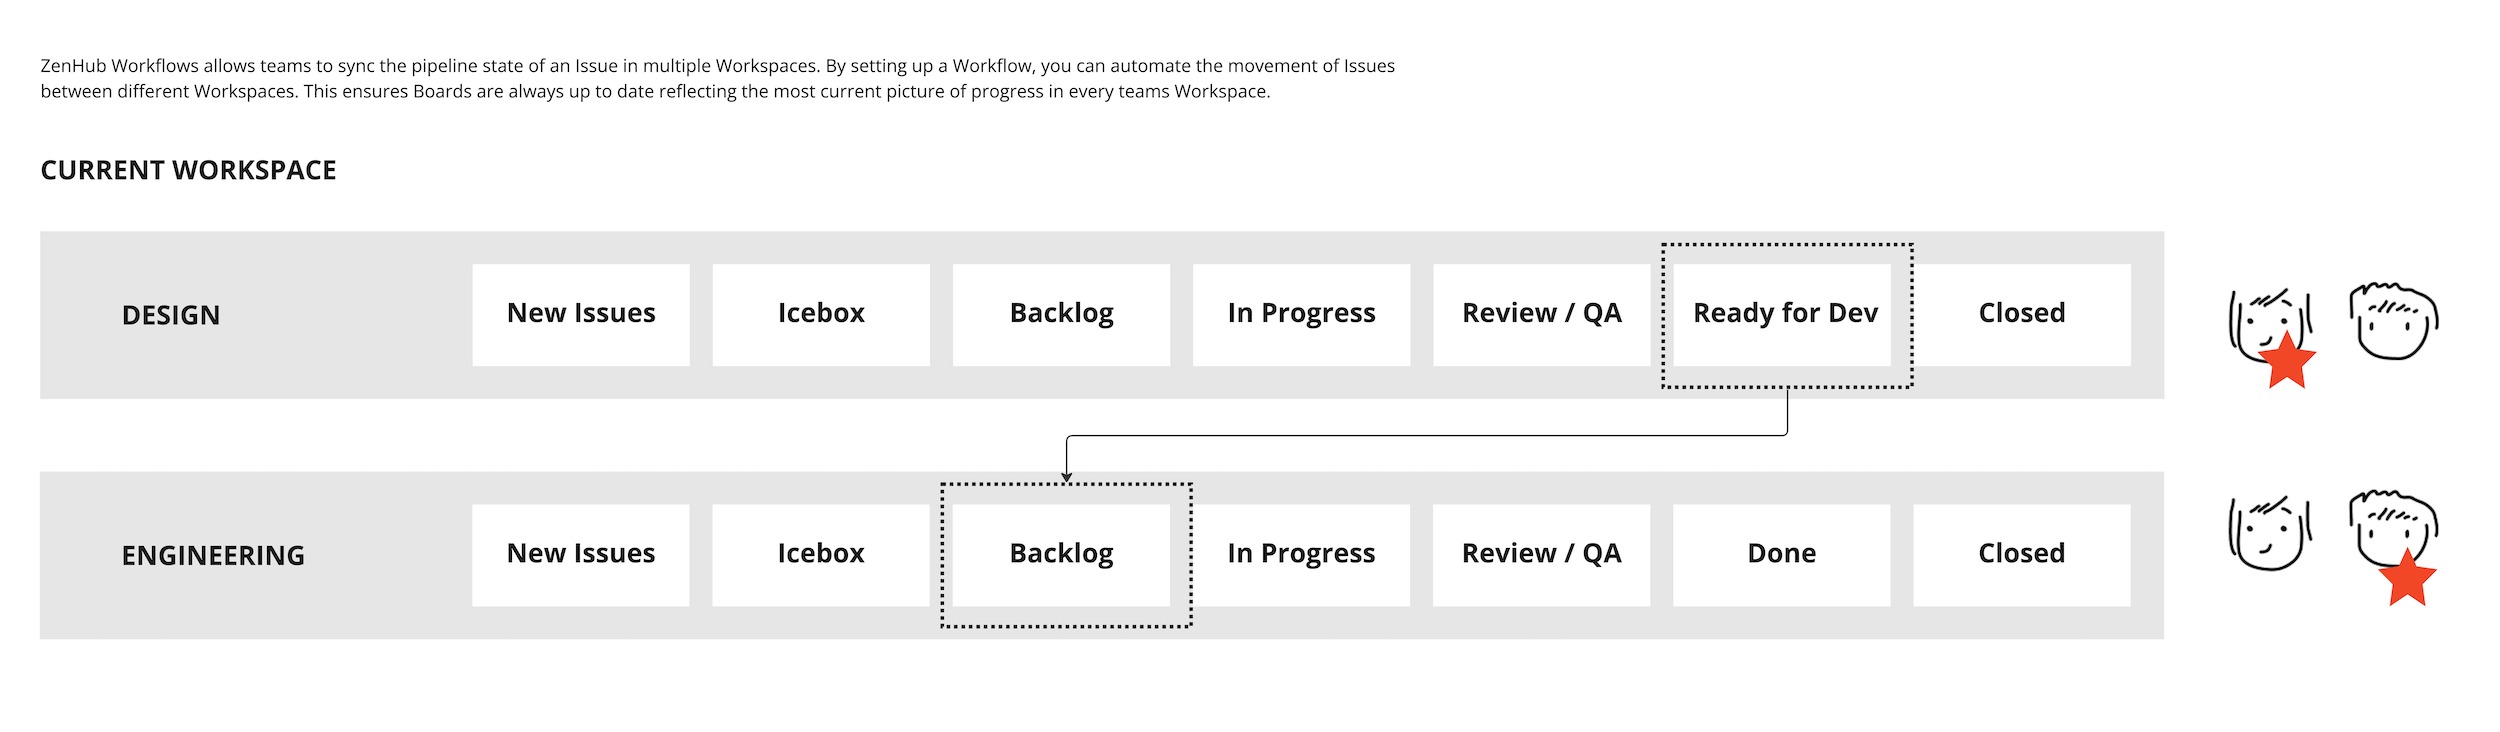 ZenHub Workflows allows teams to sync the pipeline state of an Issue in multiple Workspaces. By setting up a Workflow, you can automate the movement of Issues
between different Workspaces. This ensures Boards are always up to date reflecting the most current picture of progress in every teams Workspace.
CURRENT WORKSPACE
DESIGN New Issues Icebox Backlog In Progress Review / QA Ready for Dev Closed
ENGINEERING New Issues Icebox Backlog In Progress Review / QA Done Closed